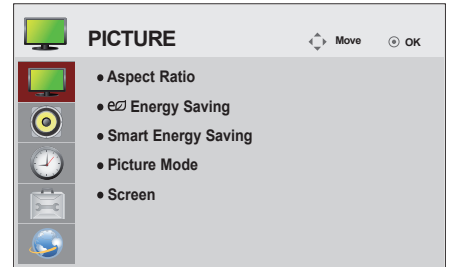 PICTURE
Move
OK
• Aspect Ratio
• Energy Saving
• Smart Energy Saving
• Picture Mode
• Screen